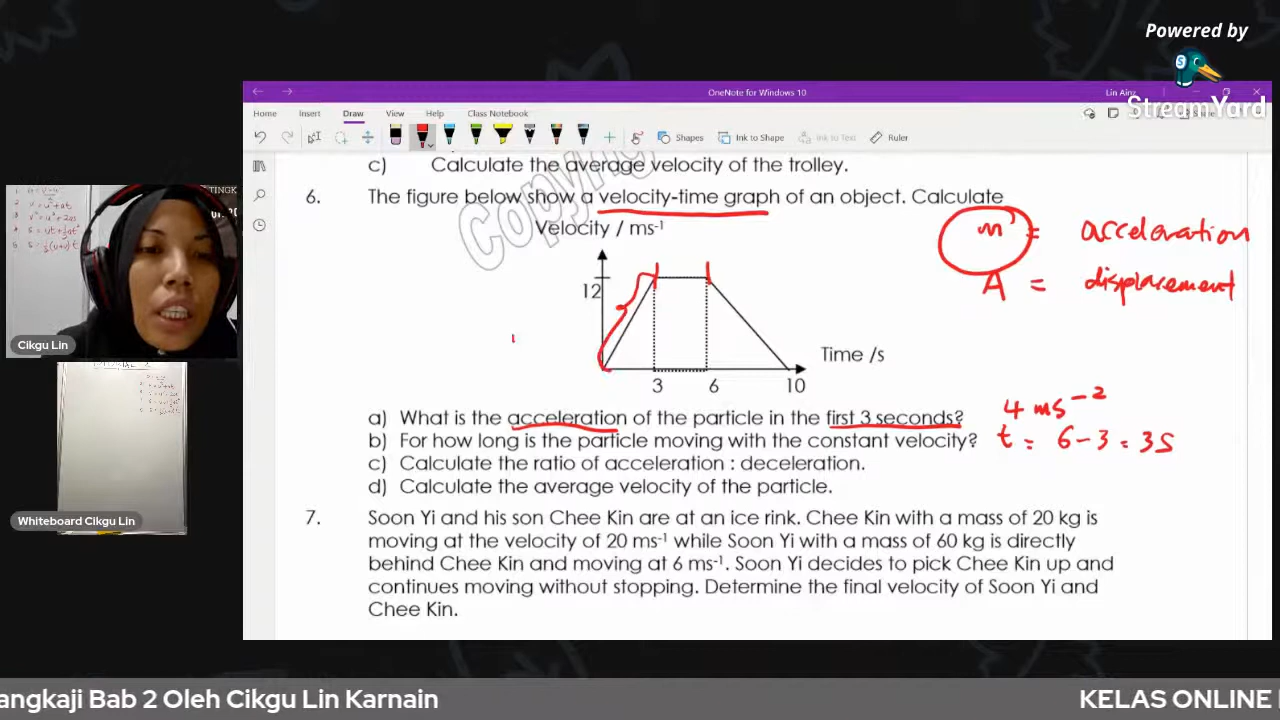 Powered by
S
StreamYard
OneNote for Windows 10
Lin Ainy
Home Insert Draw View Help Class Notebook
Shapes Ink to Shape Ink to Text Ruler
c) Calculate the average velocity of the trolley.
6. The figure below show a velocity-time graph of an object. Calculate
Velocity / ms⁻¹
m = acceleration
A = displacement
12
Time /s
3 6 10
a) What is the acceleration of the particle in the first 3 seconds? 4 ms⁻²
b) For how long is the particle moving with the constant velocity? t = 6 - 3 = 3s
c) Calculate the ratio of acceleration : deceleration.
d) Calculate the average velocity of the particle.
7. Soon Yi and his son Chee Kin are at an ice rink. Chee Kin with a mass of 20 kg is
moving at the velocity of 20 ms⁻¹ while Soon Yi with a mass of 60 kg is directly
behind Chee Kin and moving at 6 ms⁻¹. Soon Yi decides to pick Chee Kin up and
continues moving without stopping. Determine the final velocity of Soon Yi and
Chee Kin.
TINGK
Cikgu Lin
Whiteboard Cikgu Lin
angkaji Bab 2 Oleh Cikgu Lin Karnain
KELAS ONLINE